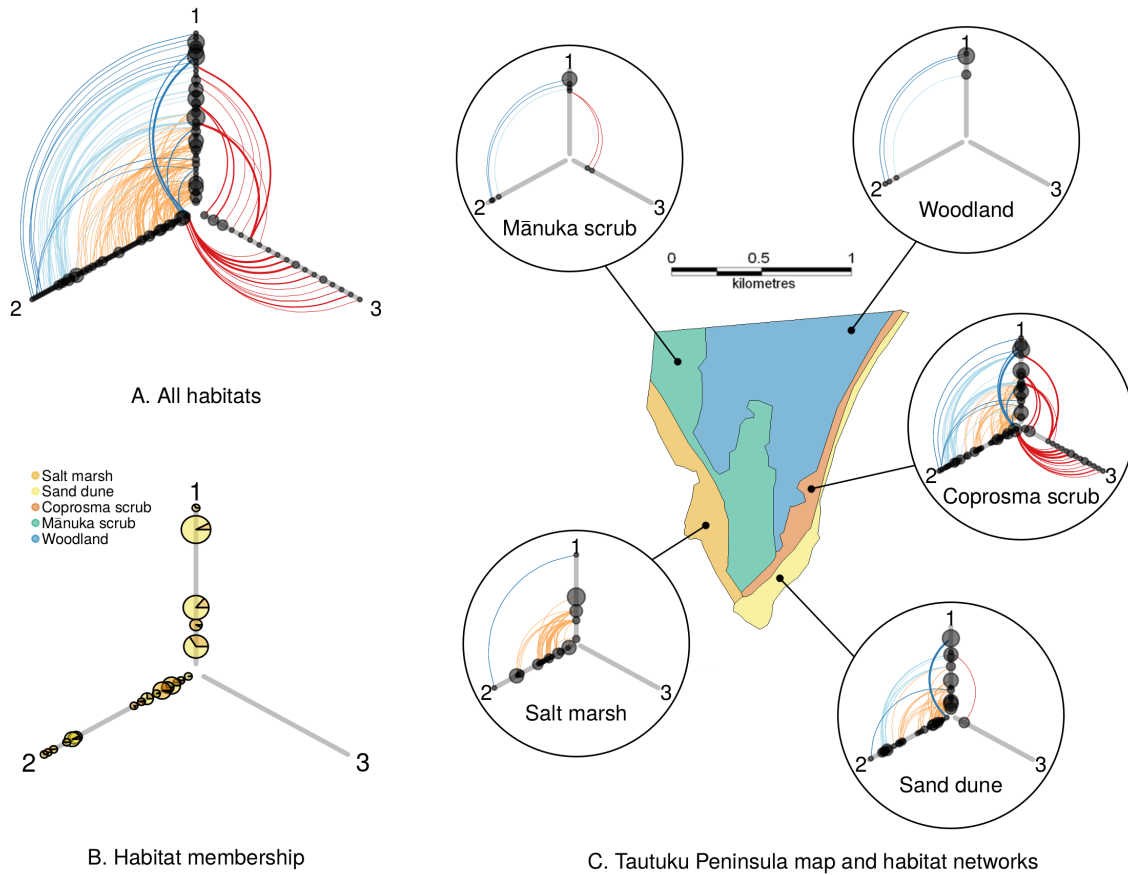 1
2
3
A. All habitats
Salt marsh
Sand dune
Coprosma scrub
Mānuka scrub
Woodland
1
2
3
B. Habitat membership
1
2
3
Mānuka scrub
1
2
3
Woodland
0 0.5 1
kilometres
1
2
3
Coprosma scrub
1
2
3
Salt marsh
1
2
3
Sand dune
C. Tautuku Peninsula map and habitat networks